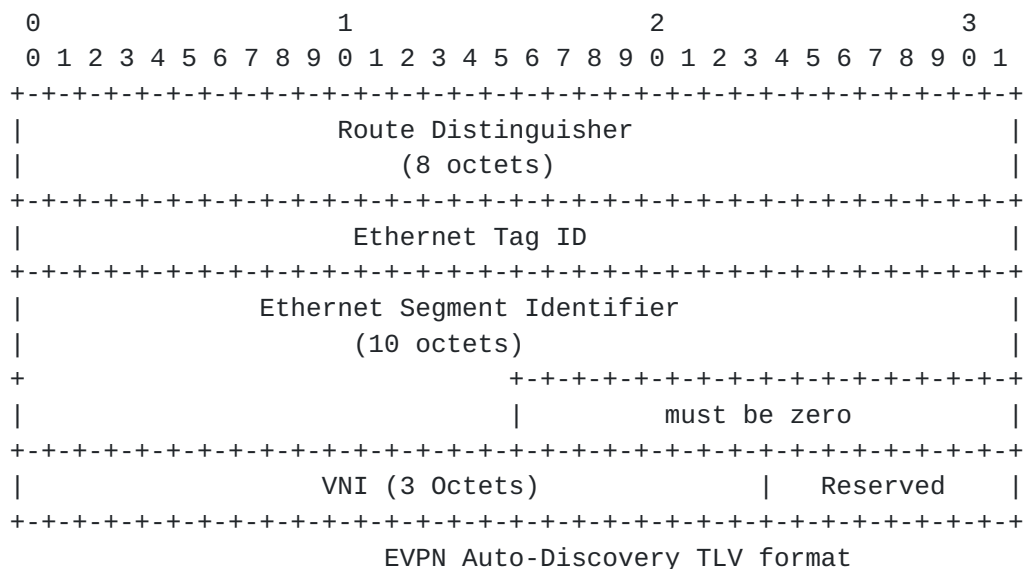 0                   1                   2                   3
 0 1 2 3 4 5 6 7 8 9 0 1 2 3 4 5 6 7 8 9 0 1 2 3 4 5 6 7 8 9 0 1
+-+-+-+-+-+-+-+-+-+-+-+-+-+-+-+-+-+-+-+-+-+-+-+-+-+-+-+-+-+-+-+-+
|                    Route Distinguisher                        |
|                        (8 octets)                             |
+-+-+-+-+-+-+-+-+-+-+-+-+-+-+-+-+-+-+-+-+-+-+-+-+-+-+-+-+-+-+-+-+
|                     Ethernet Tag ID                           |
+-+-+-+-+-+-+-+-+-+-+-+-+-+-+-+-+-+-+-+-+-+-+-+-+-+-+-+-+-+-+-+-+
|               Ethernet Segment Identifier                     |
|                     (10 octets)                               |
+                               +-+-+-+-+-+-+-+-+-+-+-+-+-+-+-+-+
|                               |         must be zero          |
+-+-+-+-+-+-+-+-+-+-+-+-+-+-+-+-+-+-+-+-+-+-+-+-+-+-+-+-+-+-+-+-+
|                   VNI (3 Octets)              |   Reserved    |
+-+-+-+-+-+-+-+-+-+-+-+-+-+-+-+-+-+-+-+-+-+-+-+-+-+-+-+-+-+-+-+-+
                        EVPN Auto-Discovery TLV format